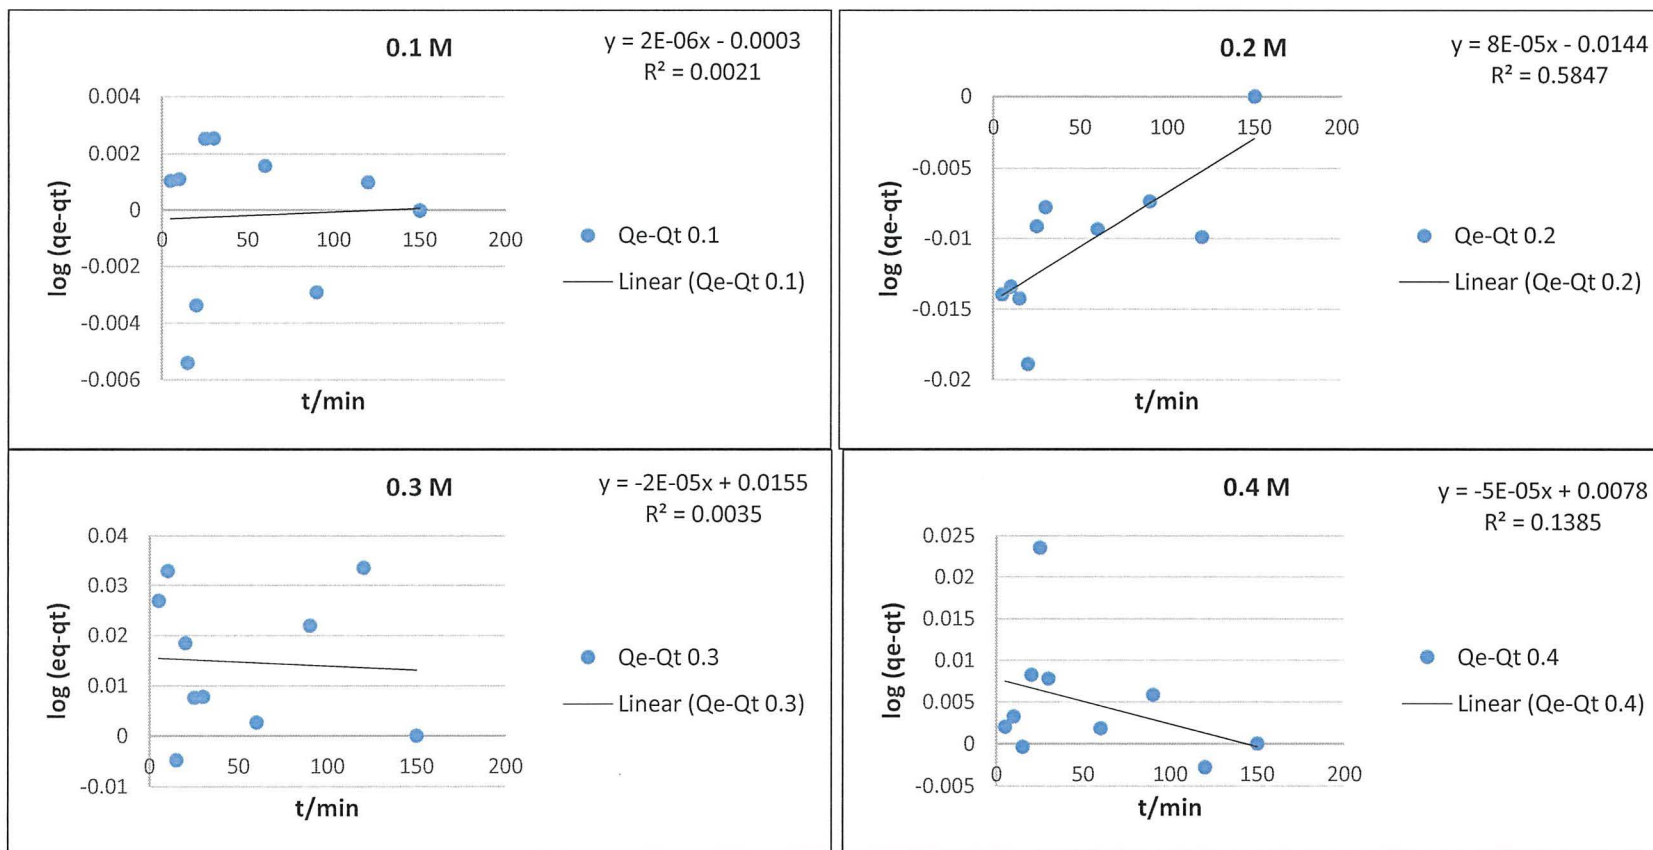 0.1 M
y = 2E-06x - 0.0003
R² = 0.0021
0.004
0.002
0
-0.002
-0.004
-0.006
0 50 100 150 200
log (qe-qt)
t/min
Qe-Qt 0.1
Linear (Qe-Qt 0.1)
0.2 M
y = 8E-05x - 0.0144
R² = 0.5847
0
-0.005
-0.01
-0.015
-0.02
0 50 100 150 200
log (qe-qt)
t/min
Qe-Qt 0.2
Linear (Qe-Qt 0.2)
0.3 M
y = -2E-05x + 0.0155
R² = 0.0035
0.04
0.03
0.02
0.01
0
-0.01
0 50 100 150 200
log (eq-qt)
t/min
Qe-Qt 0.3
Linear (Qe-Qt 0.3)
0.4 M
y = -5E-05x + 0.0078
R² = 0.1385
0.025
0.02
0.015
0.01
0.005
0
-0.005
0 50 100 150 200
log (qe-qt)
t/min
Qe-Qt 0.4
Linear (Qe-Qt 0.4)